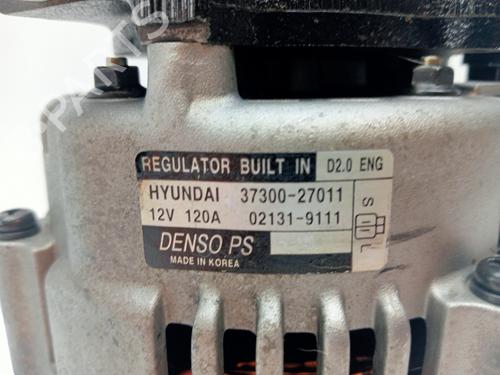 REGULATOR BUILT IN D2.0 ENG
HYUNDAI 37300-27011
12V 120A 02131-9111
DENSO PS
MADE IN KOREA
S
L